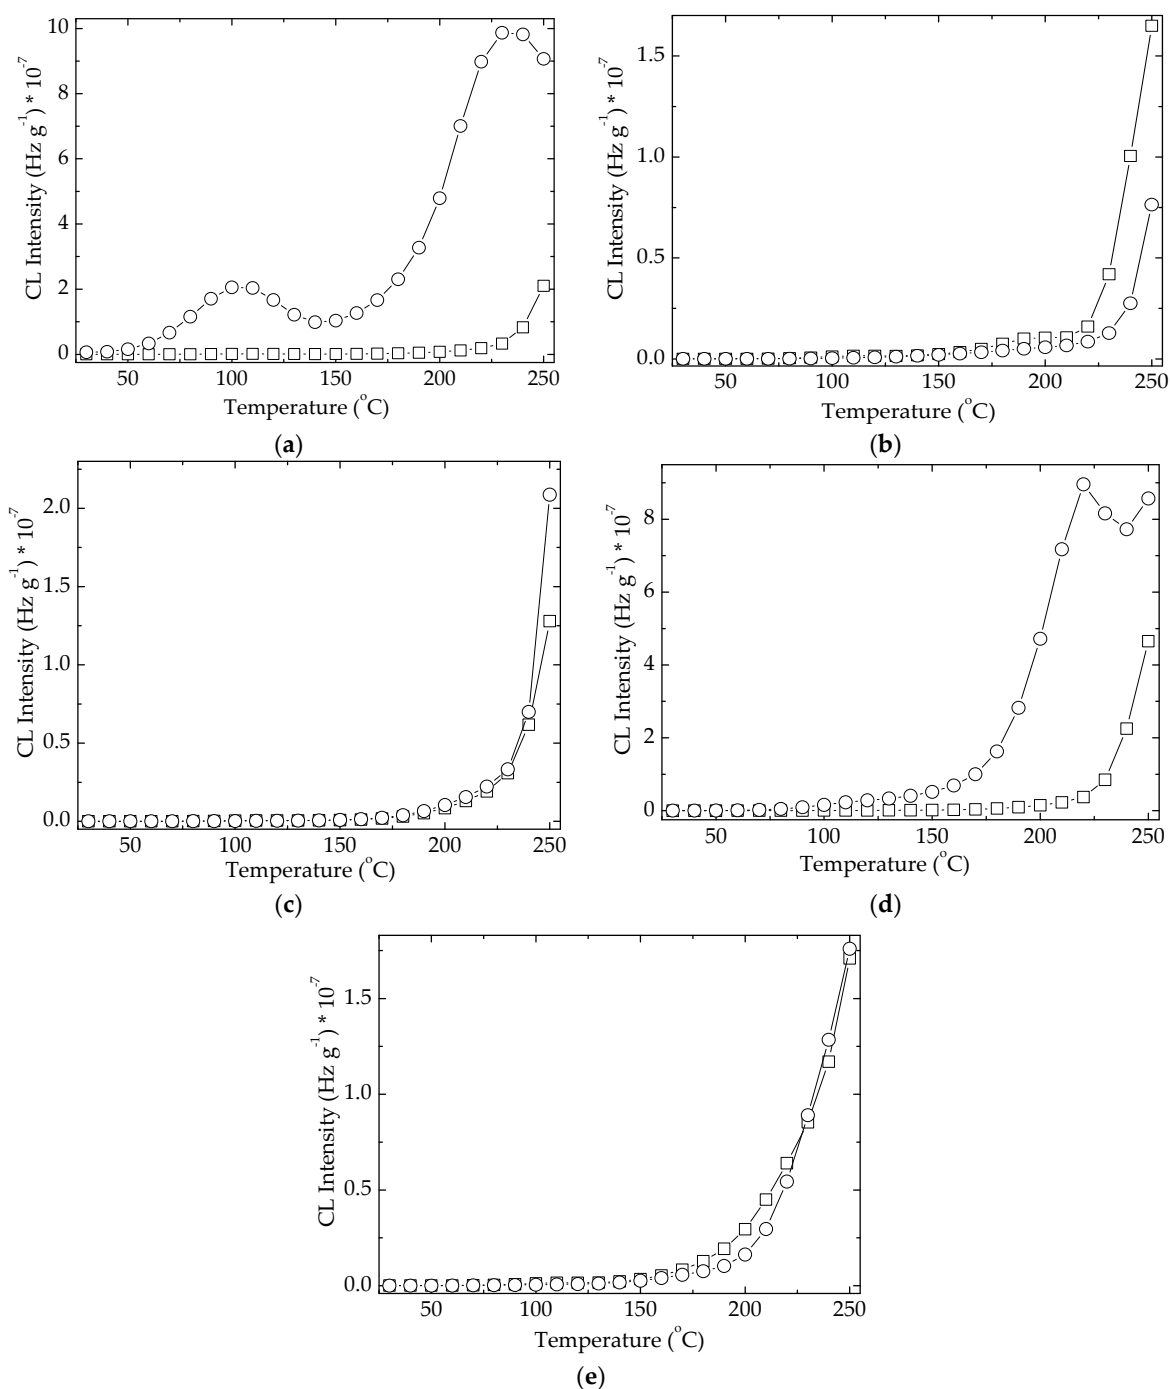 10
8
6
4
2
0
CL Intensity (Hz g⁻¹) * 10⁻⁷
50 100 150 200 250
Temperature (°C)
(a)
1.5
1.0
0.5
0.0
CL Intensity (Hz g⁻¹) * 10⁻⁷
50 100 150 200 250
Temperature (°C)
(b)
2.0
1.5
1.0
0.5
0.0
CL Intensity (Hz g⁻¹) * 10⁻⁷
50 100 150 200 250
Temperature (°C)
(c)
8
6
4
2
0
CL Intensity (Hz g⁻¹) * 10⁻⁷
50 100 150 200 250
Temperature (°C)
(d)
1.5
1.0
0.5
0.0
CL Intensity (Hz g⁻¹) * 10⁻⁷
50 100 150 200 250
Temperature (°C)
(e)